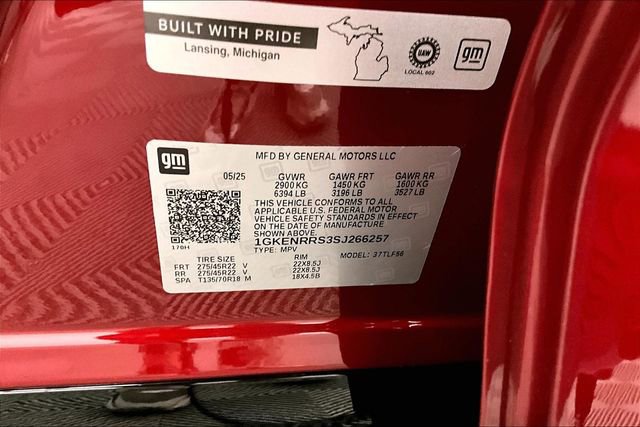 BUILT WITH PRIDE
Lansing, Michigan
UAW
LOCAL 602
gm
gm
MFD BY GENERAL MOTORS LLC
05/25 GVWR GAWR FRT GAWR RR
2900 KG 1450 KG 1600 KG
6394 LB 3196 LB 3527 LB
THIS VEHICLE CONFORMS TO ALL
APPLICABLE U.S. FEDERAL MOTOR
VEHICLE SAFETY STANDARDS IN EFFECT
ON THE DATE OF MANUFACTURE
SHOWN ABOVE.
178H
1GKENRRS3SJ266257
TYPE: MPV MODEL: 37TLF56
TIRE SIZE RIM
FRT 275/45R22 V 22X8.5J
RR 275/45R22 V 22X8.5J
SPA T135/70R18 M 18X4.5B